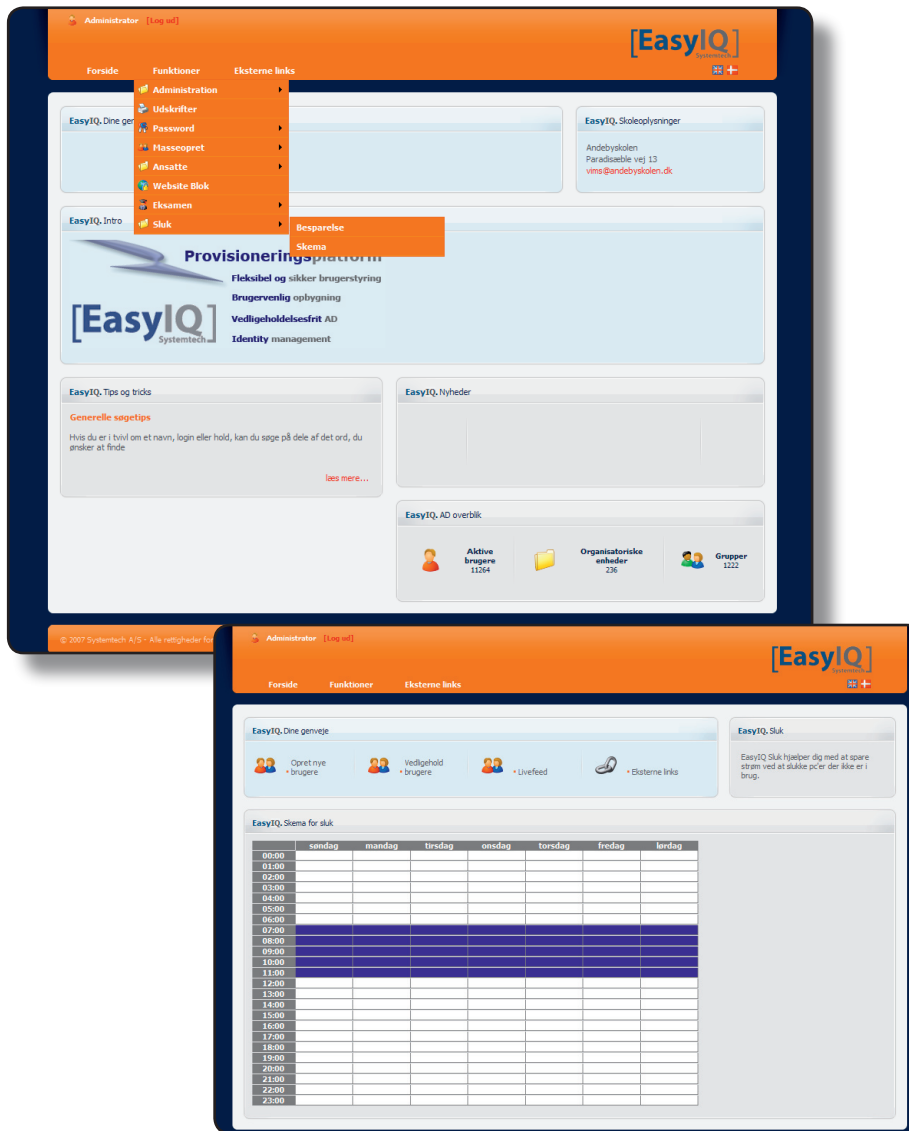 Administrator [Log ud]
[EasyIQ]
Systemtech
Forside Funktioner Eksterne links
Administration
Udskrifter
Password
Masseopret
Ansatte
Website Blok
Eksamen
Sluk
Besparelse
Skema
EasyIQ. Dine gen
EasyIQ. Skoleoplysninger
Andebyskolen
Paradisæble vej 13
vims@andebyskolen.dk
EasyIQ. Intro
Provisioneringsplatform
Fleksibel og sikker brugerstyring
Brugervenlig opbygning
Vedligeholdelsesfrit AD
Identity management
[EasyIQ]
Systemtech
EasyIQ. Tips og tricks
Generelle søgetips
Hvis du er i tvivl om et navn, login eller hold, kan du søge på dele af det ord, du
ønsker at finde
læs mere...
EasyIQ. Nyheder
EasyIQ. AD overblik
Aktive
brugere
11264
Organisatoriske
enheder
236
Grupper
1222
© 2007 Systemtech A/S - Alle rettigheder for
Administrator [Log ud]
[EasyIQ]
Systemtech
Forside Funktioner Eksterne links
EasyIQ. Dine genveje
Opret nye
• brugere
Vedligehold
• brugere
• Livefeed
• Eksterne links
EasyIQ. Sluk
EasyIQ Sluk hjælper dig med at spare
strøm ved at slukke pc'er der ikke er i
brug.
EasyIQ. Skema for sluk
søndag mandag tirsdag onsdag torsdag fredag lørdag
00:00
01:00
02:00
03:00
04:00
05:00
06:00
07:00
08:00
09:00
10:00
11:00
12:00
13:00
14:00
15:00
16:00
17:00
18:00
19:00
20:00
21:00
22:00
23:00